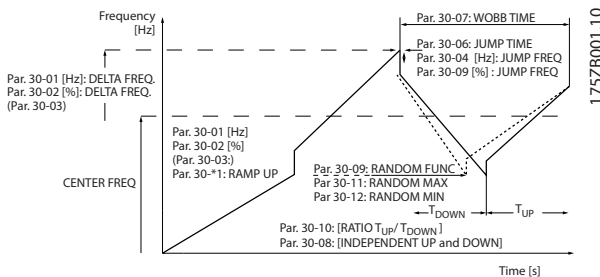 Frequency
[Hz]
Par. 30-07: WOBB TIME
Par. 30-06: JUMP TIME
Par. 30-04 [Hz]: JUMP FREQ
Par. 30-09 [%] : JUMP FREQ
175ZB001.10
Par. 30-01 [Hz]: DELTA FREQ.
Par. 30-02 [%]: DELTA FREQ.
(Par. 30-03)
Par. 30-01 [Hz]
Par. 30-02 [%]
(Par. 30-03:)
Par. 30-*1: RAMP UP
CENTER FREQ
Par. 30-09: RANDOM FUNC
Par 30-11: RANDOM MAX
Par 30-12: RANDOM MIN
TDOWN
TUP
Par. 30-10: [RATIO TUP/ TDOWN]
Par. 30-08: [INDEPENDENT UP and DOWN]
Time [s]